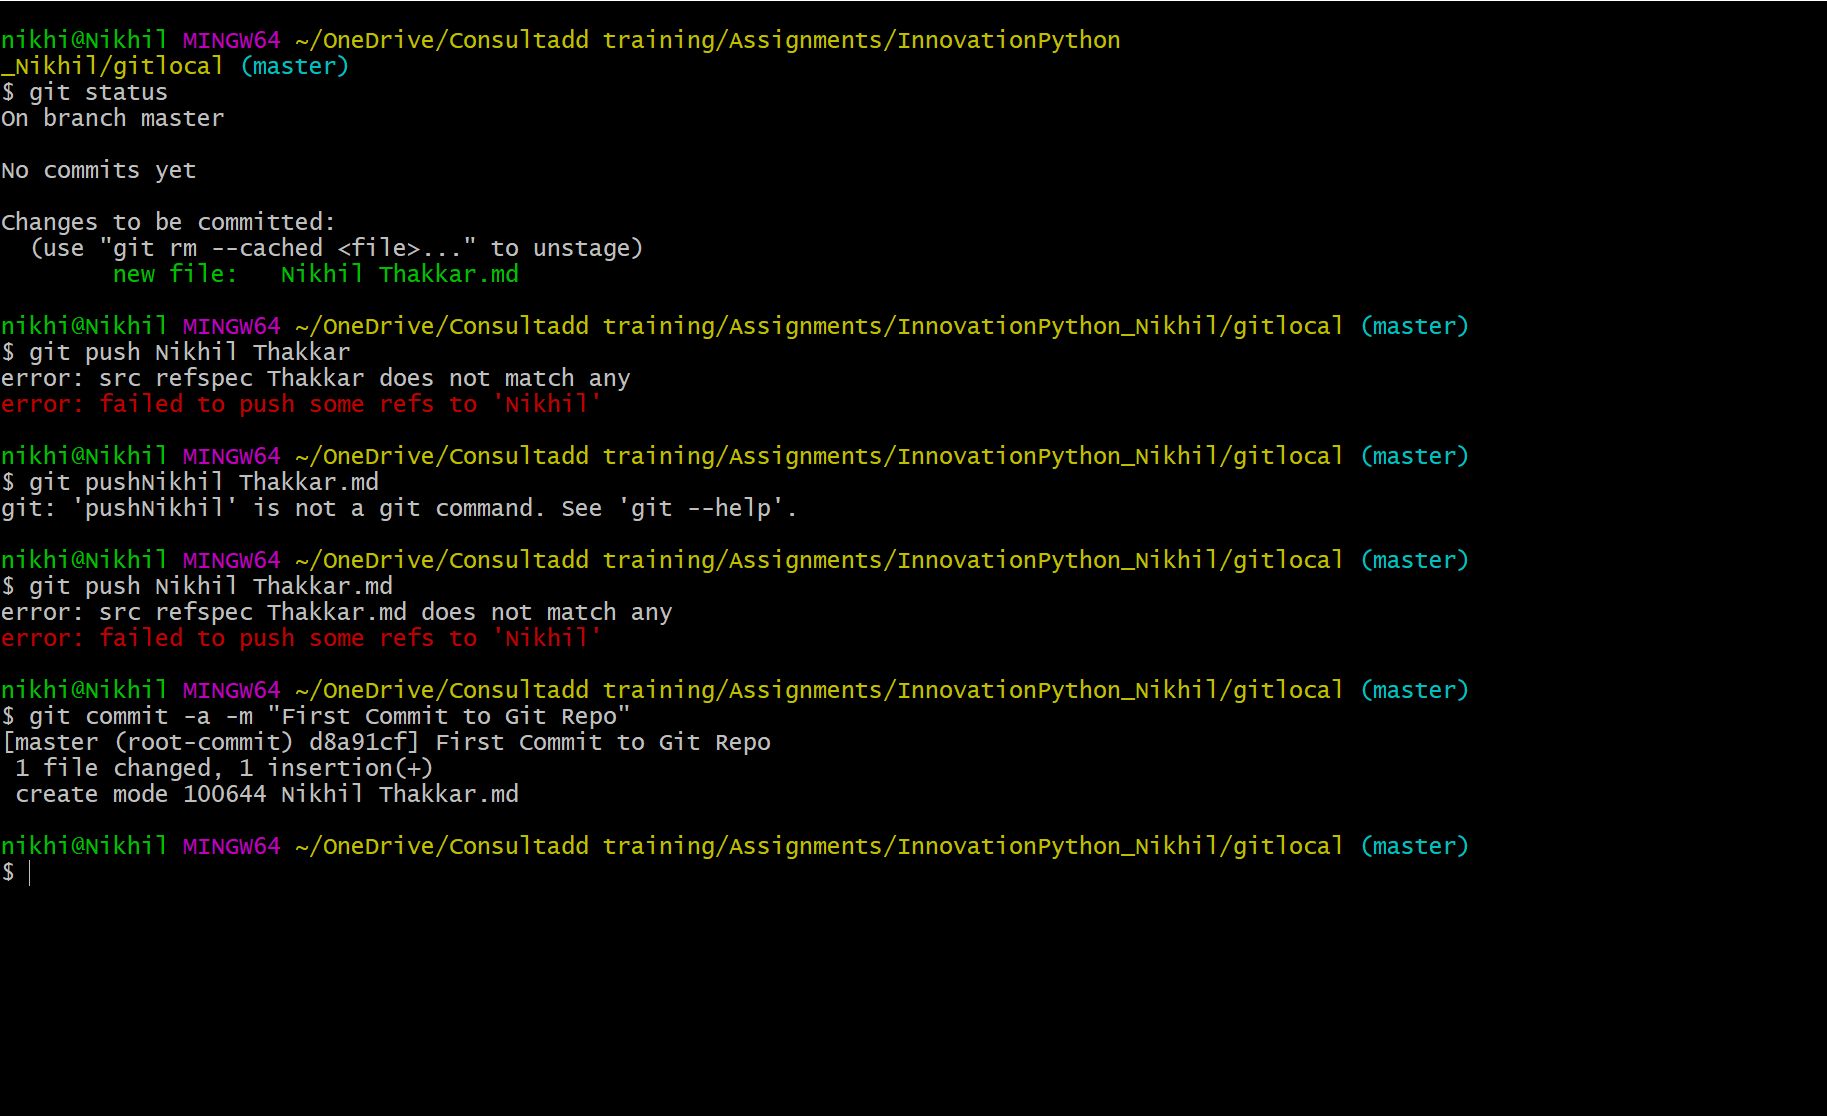 nikhi@Nikhil MINGW64 ~/OneDrive/Consultadd training/Assignments/InnovationPython
_Nikhil/gitlocal (master)
$ git status
On branch master
No commits yet
Changes to be committed:
  (use "git rm --cached <file>..." to unstage)
        new file:   Nikhil Thakkar.md
nikhi@Nikhil MINGW64 ~/OneDrive/Consultadd training/Assignments/InnovationPython_Nikhil/gitlocal (master)
$ git push Nikhil Thakkar
error: src refspec Thakkar does not match any
error: failed to push some refs to 'Nikhil'
nikhi@Nikhil MINGW64 ~/OneDrive/Consultadd training/Assignments/InnovationPython_Nikhil/gitlocal (master)
$ git pushNikhil Thakkar.md
git: 'pushNikhil' is not a git command. See 'git --help'.
nikhi@Nikhil MINGW64 ~/OneDrive/Consultadd training/Assignments/InnovationPython_Nikhil/gitlocal (master)
$ git push Nikhil Thakkar.md
error: src refspec Thakkar.md does not match any
error: failed to push some refs to 'Nikhil'
nikhi@Nikhil MINGW64 ~/OneDrive/Consultadd training/Assignments/InnovationPython_Nikhil/gitlocal (master)
$ git commit -a -m "First Commit to Git Repo"
[master (root-commit) d8a91cf] First Commit to Git Repo
 1 file changed, 1 insertion(+)
 create mode 100644 Nikhil Thakkar.md
nikhi@Nikhil MINGW64 ~/OneDrive/Consultadd training/Assignments/InnovationPython_Nikhil/gitlocal (master)
$